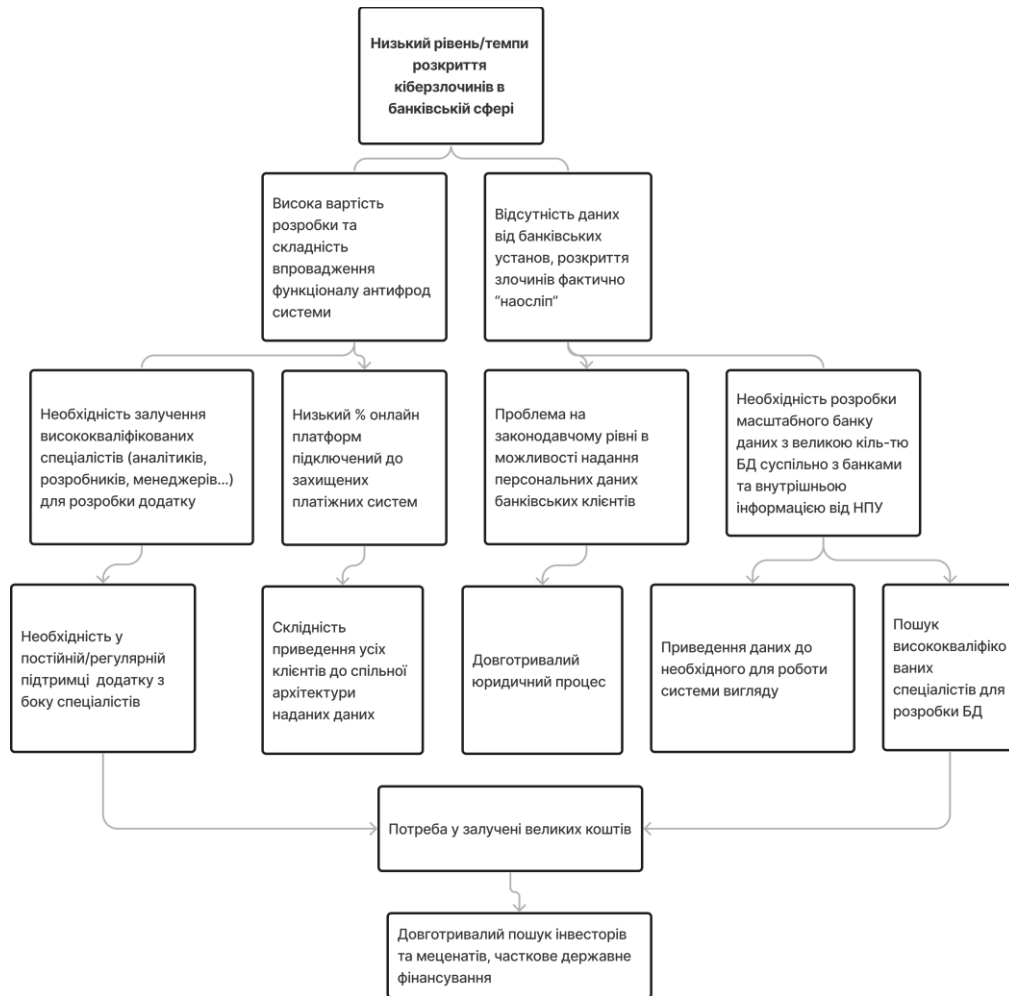 Низький рівень/темпи
розкриття
кіберзлочинів в
банківській сфері
Висока вартість
розробки та
складність
впровадження
функціоналу антифрод
системи
Відсутність даних
від банківських
установ, розкриття
злочинів фактично
“наосліп”
Необхідність залучення
висококваліфікованих
спеціалістів (аналітиків,
розробників, менеджерів...)
для розробки додатку
Низький % онлайн
платформ
підключений до
захищених
платіжних систем
Проблема на
законодавчому рівні в
можливості надання
персональних даних
банківських клієнтів
Необхідність розробки
масштабного банку
даних з великою кіль-тю
БД суспільно з банками
та внутрішньою
інформацією від НПУ
Необхідність у
постійній/регулярній
підтримці додатку з
боку спеціалістів
Склідність
приведення усіх
клієнтів до спільної
архітектури
наданих даних
Довготривалий
юридичний процес
Приведення даних до
необхідного для роботи
системи вигляду
Пошук
висококваліфіко
ваних
спеціалістів для
розробки БД
Потреба у залучені великих коштів
Довготривалий пошук інвесторів
та меценатів, часткове державне
фінансування